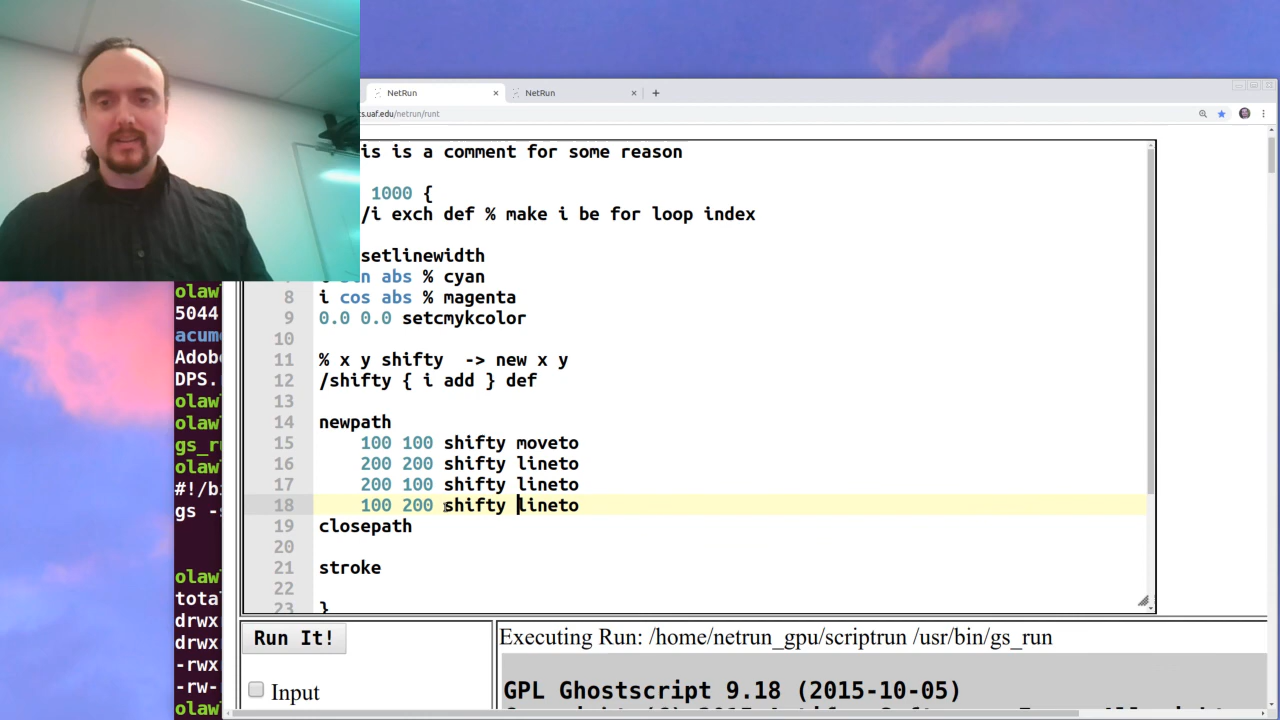 NetRun × NetRun × +
s.uaf.edu/netrun/runt
is is a comment for some reason
1000 {
/i exch def % make i be for loop index
setlinewidth
abs % cyan
8 i cos abs % magenta
9 0.0 0.0 setcmykcolor
10
11 % x y shifty -> new x y
12 /shifty { i add } def
13
14 newpath
15 100 100 shifty moveto
16 200 200 shifty lineto
17 200 100 shifty lineto
18 100 200 shifty lineto
19 closepath
20
21 stroke
22
23 }
olaw
5044
acum
Adob
DPS.
olaw
olaw
gs_r
olaw
#!/b
gs -
olaw
tota
drwx
drwx
-rwx
-rw-
olaw
Run It!
Input
Executing Run: /home/netrun_gpu/scriptrun /usr/bin/gs_run
GPL Ghostscript 9.18 (2015-10-05)